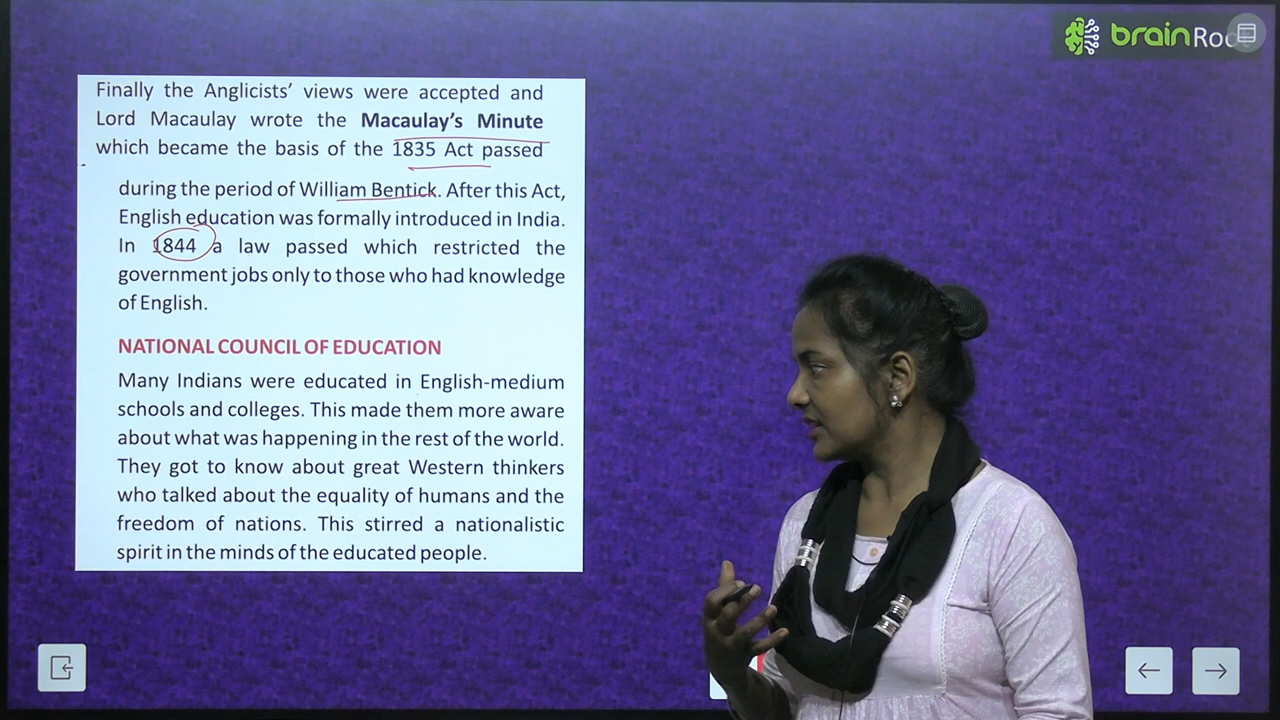 brainRoo
Finally the Anglicists' views were accepted and
Lord Macaulay wrote the Macaulay's Minute
which became the basis of the 1835 Act passed
during the period of William Bentick. After this Act,
English education was formally introduced in India.
In 1844 a law passed which restricted the
government jobs only to those who had knowledge
of English.
NATIONAL COUNCIL OF EDUCATION
Many Indians were educated in English-medium
schools and colleges. This made them more aware
about what was happening in the rest of the world.
They got to know about great Western thinkers
who talked about the equality of humans and the
freedom of nations. This stirred a nationalistic
spirit in the minds of the educated people.